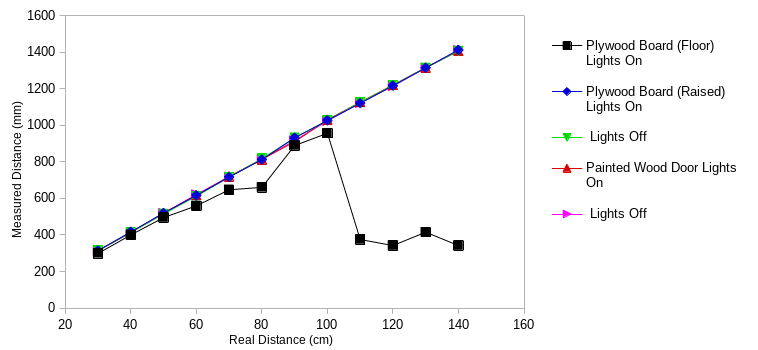 1600
1400
1200
1000
800
600
400
200
0
Measured Distance (mm)
20
40
60
80
100
120
140
160
Real Distance (cm)
Plywood Board (Floor)
Lights On
Plywood Board (Raised)
Lights On
Lights Off
Painted Wood Door Lights
On
Lights Off